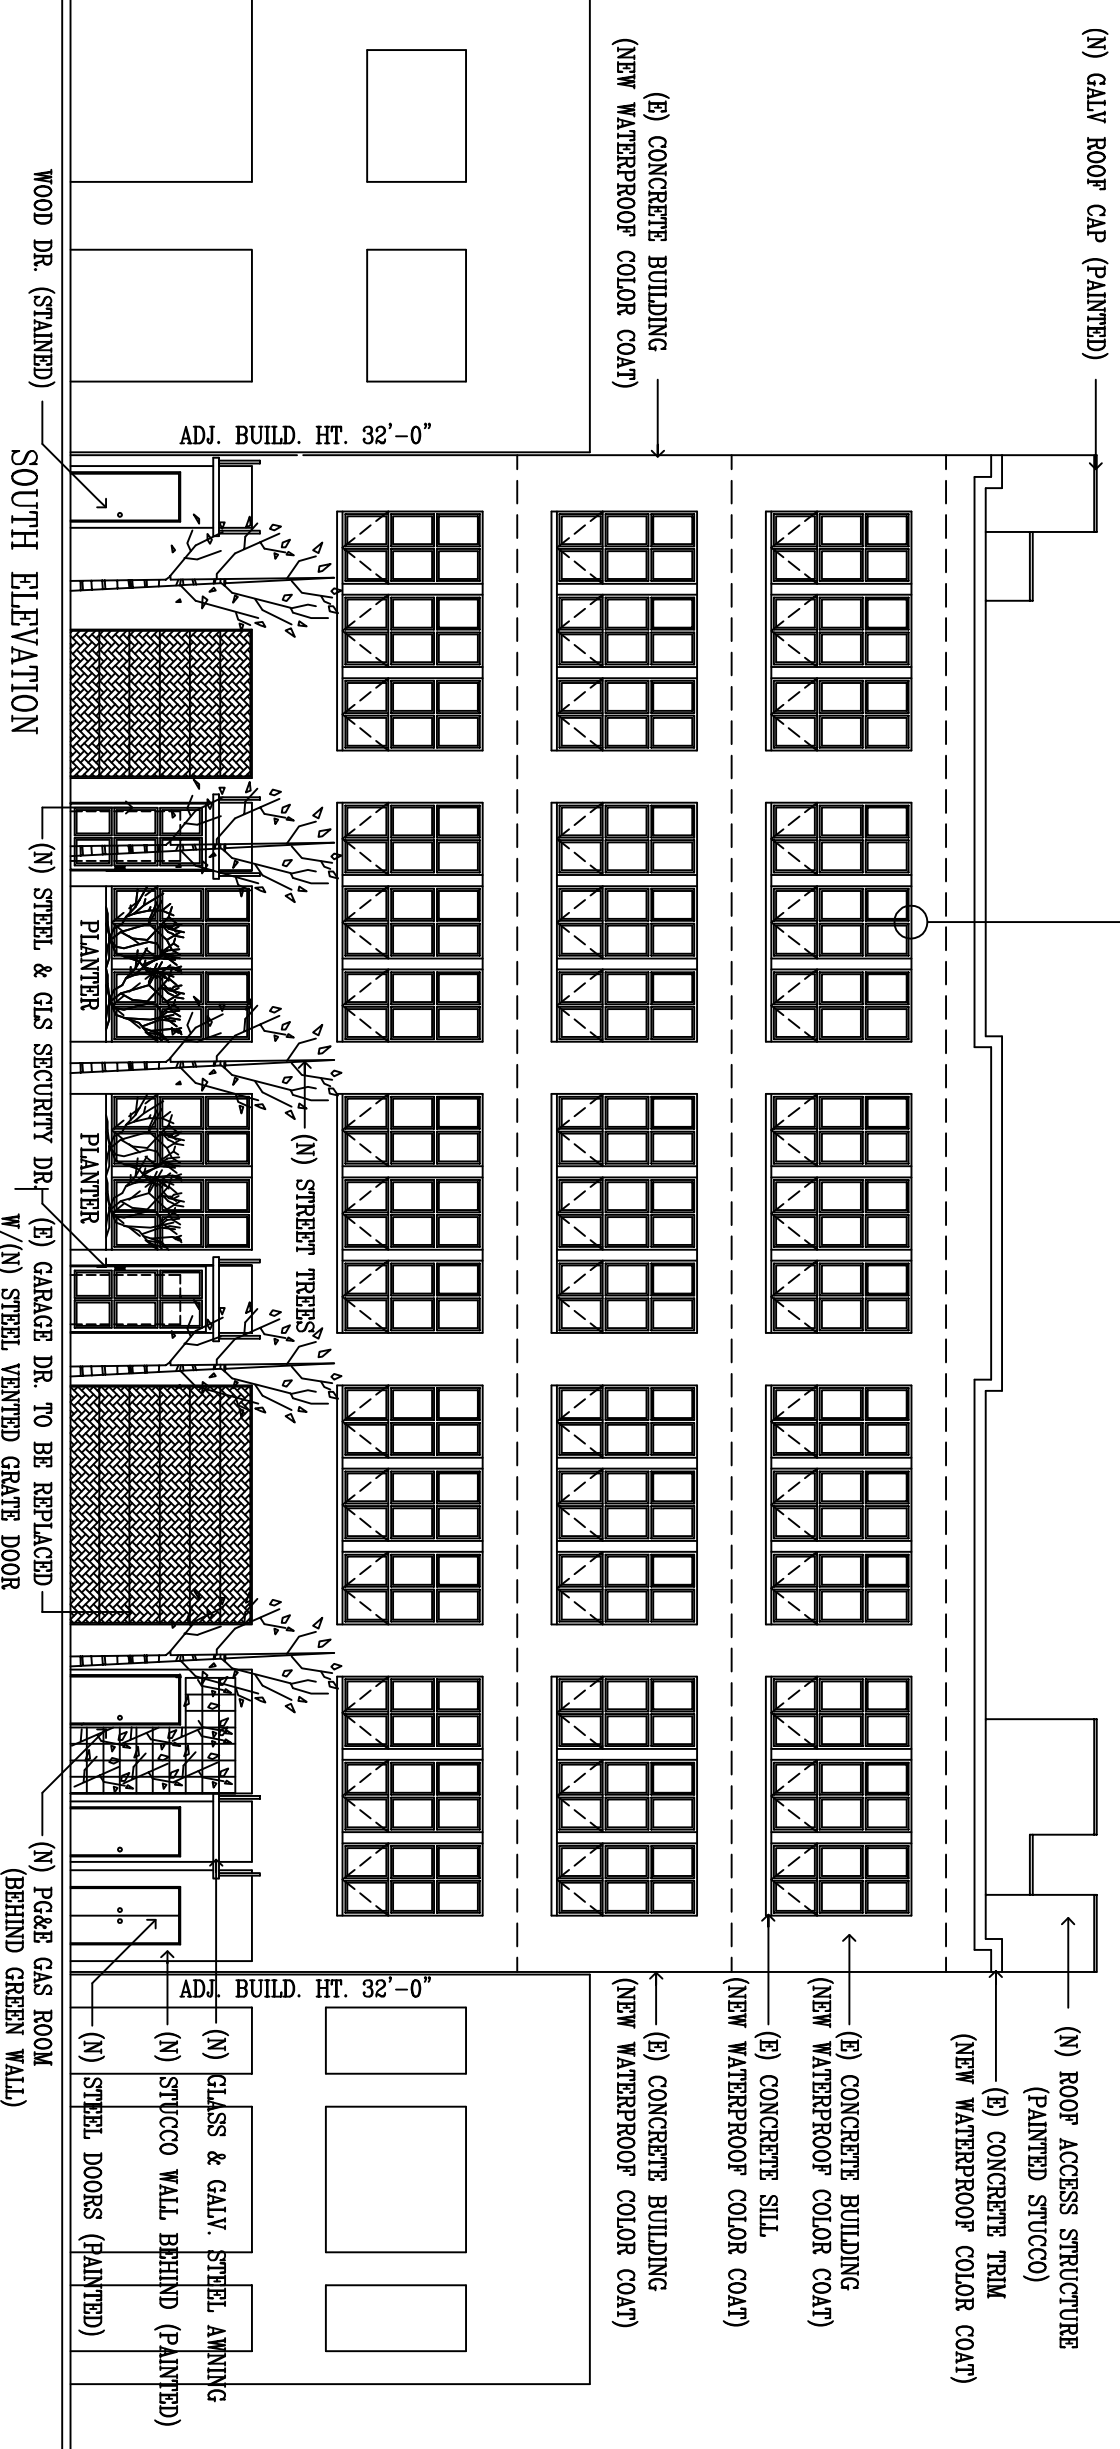 (N) GALV ROOF CAP (PAINTED)
(E) CONCRETE BUILDING
(NEW WATERPROOF COLOR COAT)
ADJ. BUILD. HT. 32'-0"
WOOD DR. (STAINED)
SOUTH ELEVATION
(N) STEEL & GLS SECURITY DR.
PLANTER
PLANTER
(N) STREET TREES
(E) GARAGE DR. TO BE REPLACED
W/(N) STEEL VENTED GRATE DOOR
(N) PG&E GAS ROOM
(BEHIND GREEN WALL)
ADJ. BUILD. HT. 32'-0"
(N) ROOF ACCESS STRUCTURE
(PAINTED STUCCO)
(E) CONCRETE TRIM
(NEW WATERPROOF COLOR COAT)
(E) CONCRETE BUILDING
(NEW WATERPROOF COLOR COAT)
(E) CONCRETE SILL
(NEW WATERPROOF COLOR COAT)
(E) CONCRETE BUILDING
(NEW WATERPROOF COLOR COAT)
(N) GLASS & GALV. STEEL AWNING
(N) STUCCO WALL BEHIND (PAINTED)
(N) STEEL DOORS (PAINTED)